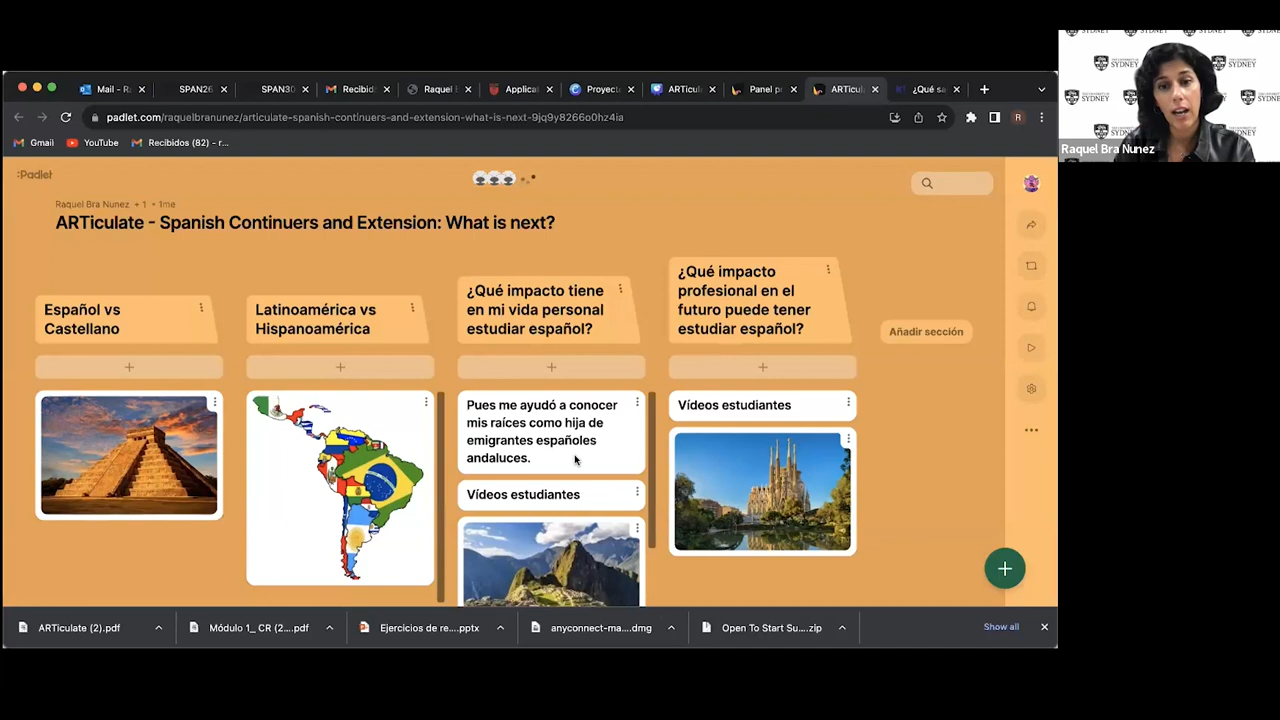 Mail - R
SPAN26
SPAN30
Recibid
Raquel
Applicat
Proyect
ARTicul
Panel p
ARTicul
¿Qué sa
padlet.com/raquelbranunez/articulate-spanish-continuers-and-extension-what-is-next-9jq9y8266o0hz4ia
R
Gmail
YouTube
Recibidos (82) - r...
SYDNEY
Raquel Bra Nunez
:Padlet
Raquel Bra Nunez + 1 • 1me
ARTiculate - Spanish Continuers and Extension: What is next?
Español vs
Castellano
Latinoamérica vs
Hispanoamérica
¿Qué impacto tiene
en mi vida personal
estudiar español?
¿Qué impacto
profesional en el
futuro puede tener
estudiar español?
Añadir sección
Pues me ayudó a conocer
mis raíces como hija de
emigrantes españoles
andaluces.
Vídeos estudiantes
Vídeos estudiantes
ARTiculate (2).pdf
Módulo 1_ CR (2....pdf
Ejercicios de re....pptx
anyconnect-ma....dmg
Open To Start Su....zip
Show all